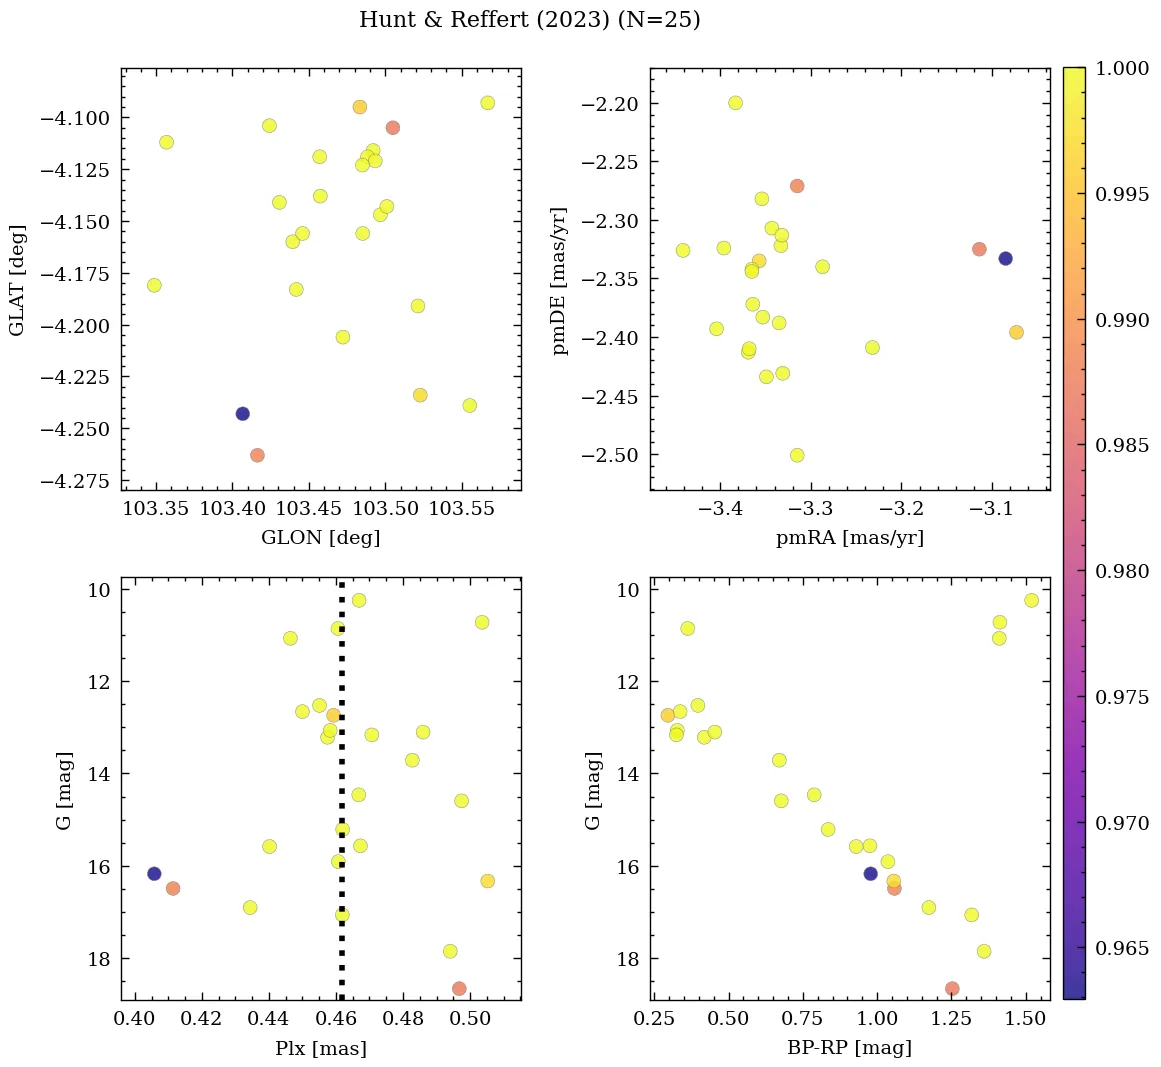 Hunt & Reffert (2023) (N=25)
−4.100
−4.125
−4.150
−4.175
−4.200
−4.225
−4.250
−4.275
GLAT [deg]
103.35 103.40 103.45 103.50 103.55
GLON [deg]
−2.20
−2.25
−2.30
−2.35
−2.40
−2.45
−2.50
pmDE [mas/yr]
−3.4 −3.3 −3.2 −3.1
pmRA [mas/yr]
10
12
14
16
18
G [mag]
0.40 0.42 0.44 0.46 0.48 0.50
Plx [mas]
10
12
14
16
18
G [mag]
0.25 0.50 0.75 1.00 1.25 1.50
BP-RP [mag]
1.000
0.995
0.990
0.985
0.980
0.975
0.970
0.965